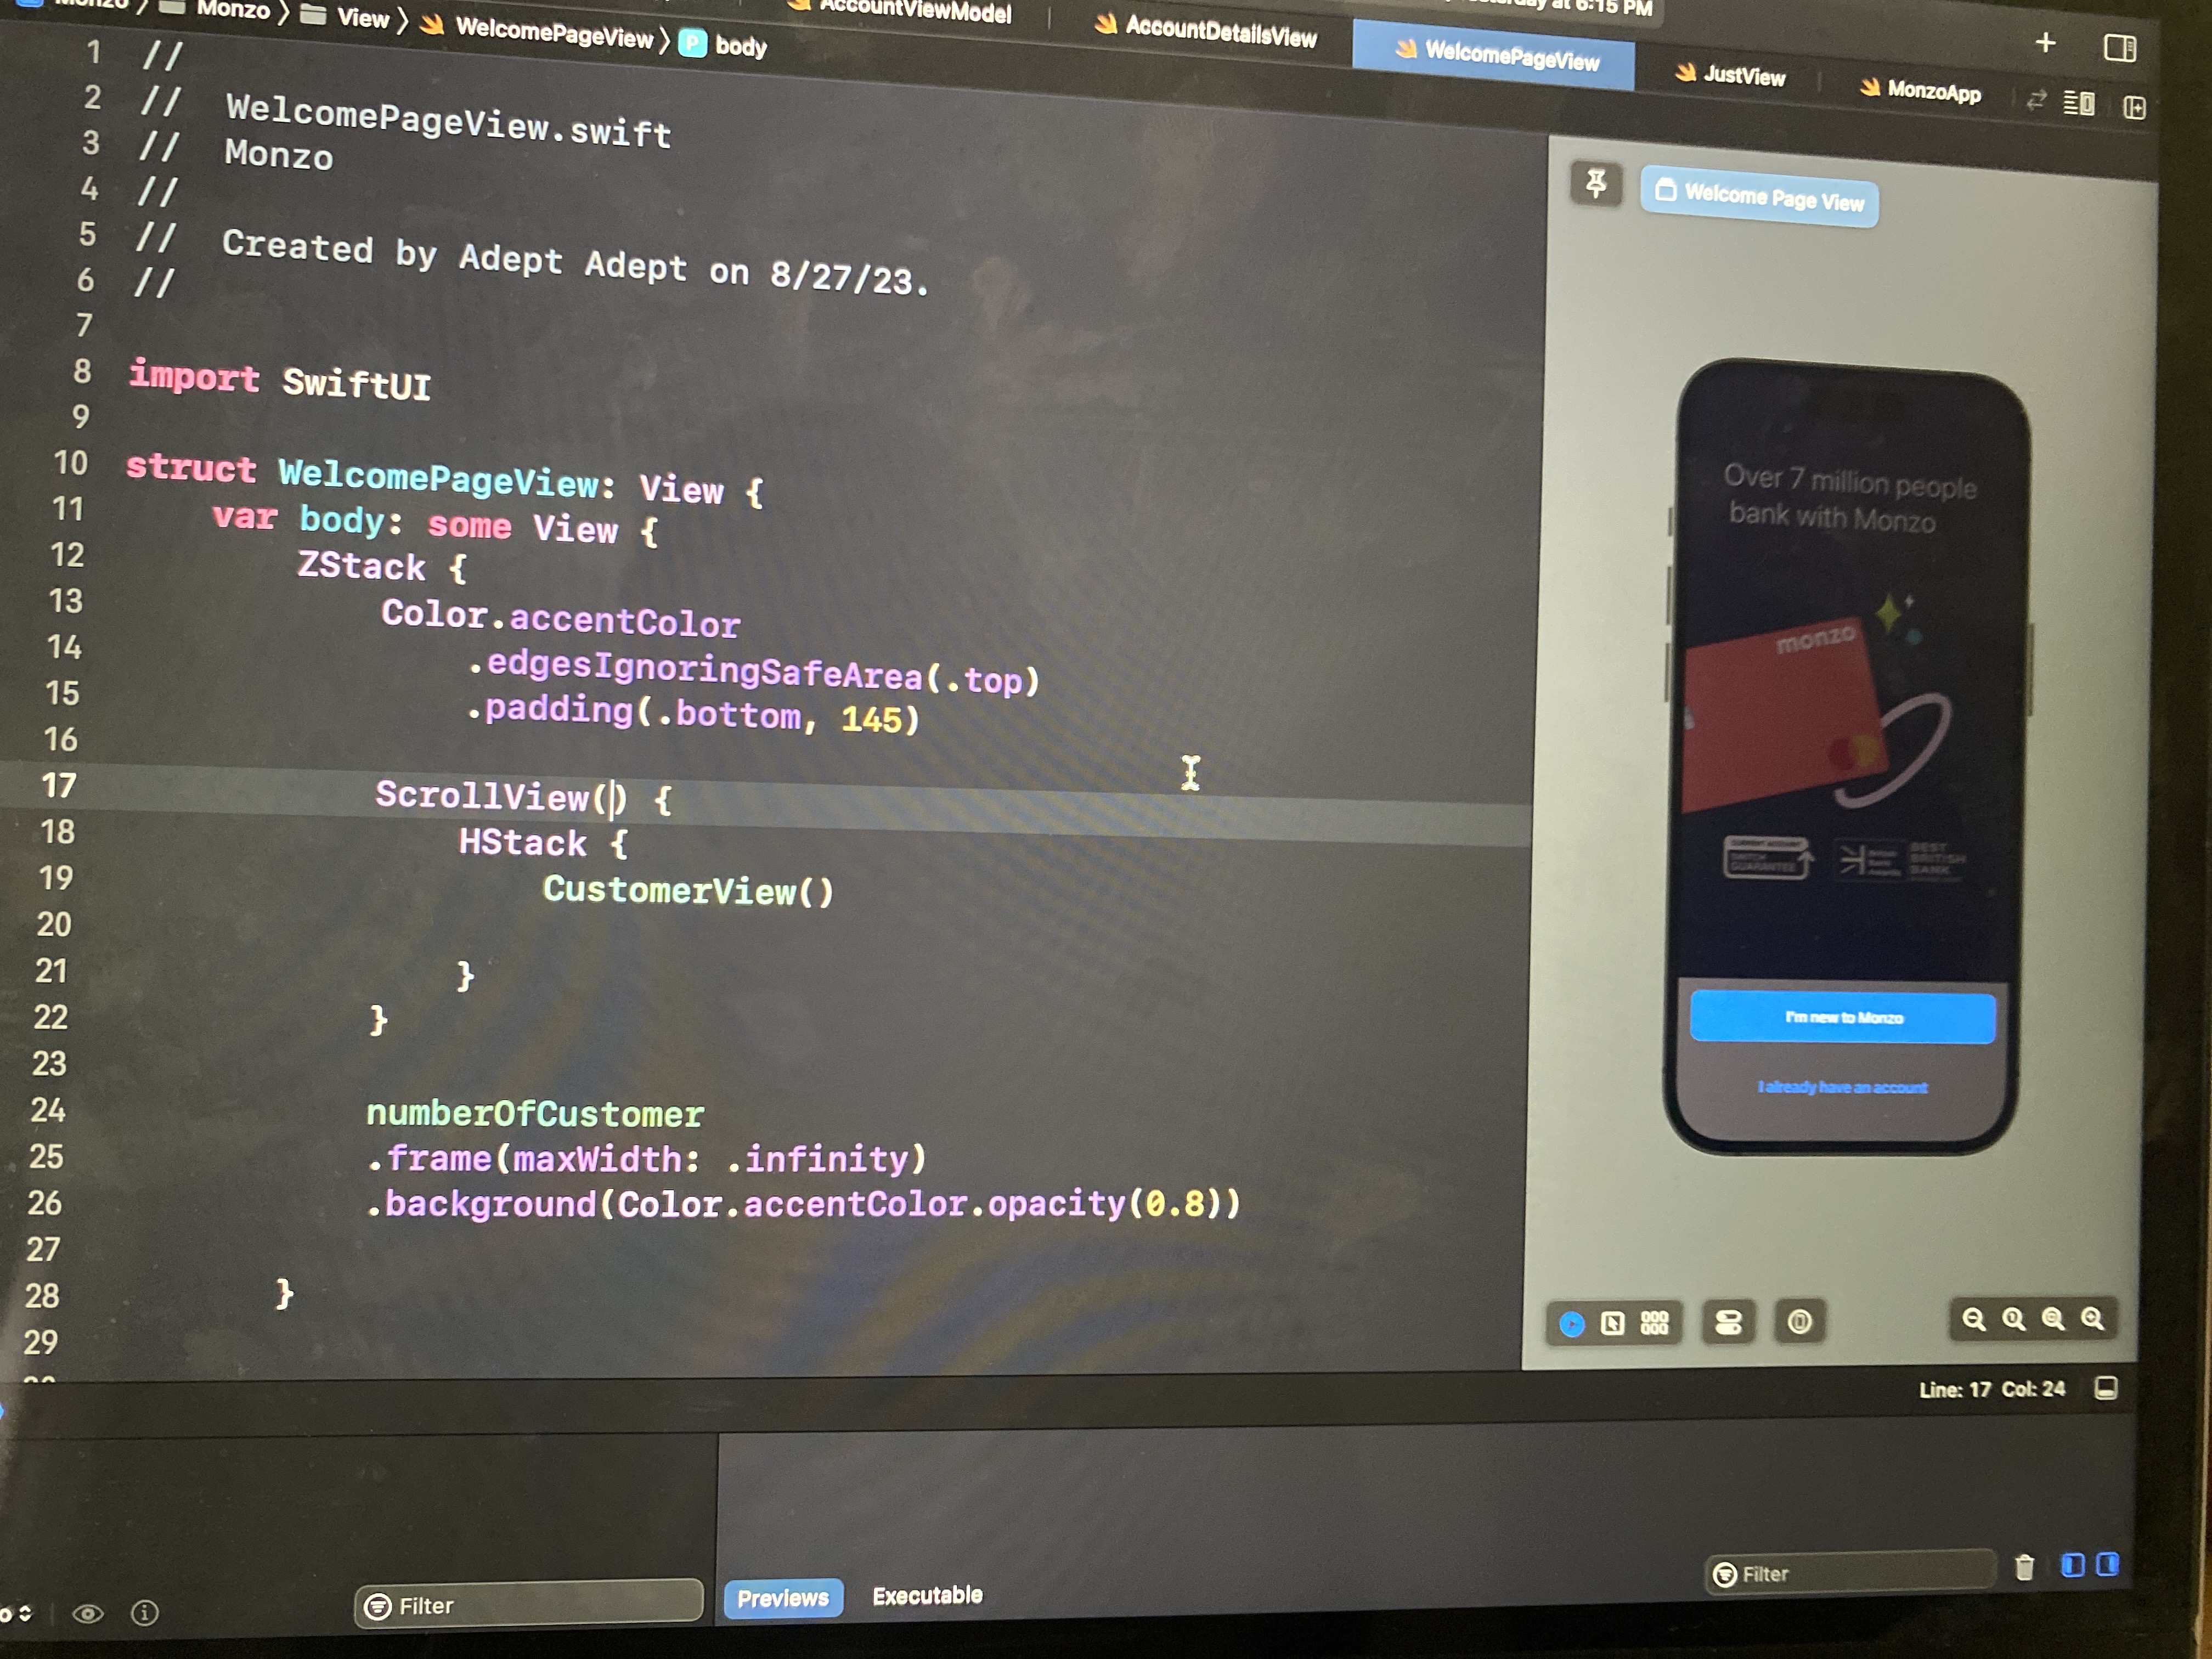 Monzo
View
WelcomePageView
P
body
AccountViewModel
AccountDetailsView
at 6:15 PM
WelcomePageView
JustView
MonzoApp
1 //
2 // WelcomePageView.swift
3 // Monzo
4 //
5 // Created by Adept Adept on 8/27/23.
6 //
7
8 import SwiftUI
9
10 struct WelcomePageView: View {
11 var body: some View {
12 ZStack {
13 Color.accentColor
14 .edgesIgnoringSafeArea(.top)
15 .padding(.bottom, 145)
16
17 ScrollView() {
18 HStack {
19 CustomerView()
20
21 }
22 }
23
24 numberOfCustomer
25 .frame(maxWidth: .infinity)
26 .background(Color.accentColor.opacity(0.8))
27
28 }
29
Welcome Page View
Over 7 million people
bank with Monzo
monzo
SWITCH
GUARANTEE
BEST
BRITISH
BANK
I'm new to Monzo
I already have an account
Line: 17 Col: 24
Filter
Previews
Executable
Filter